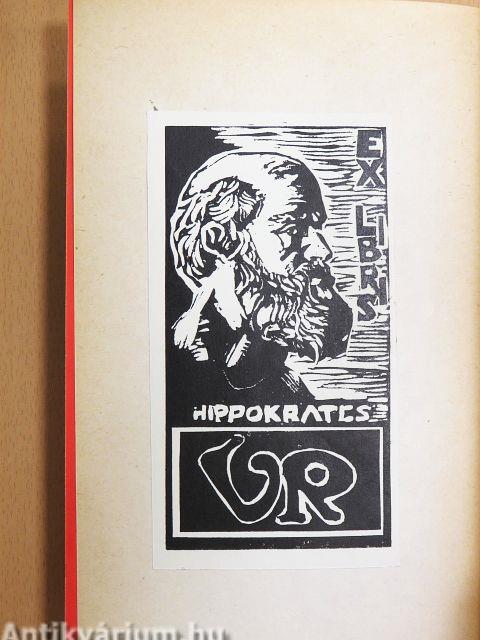 EX
LIBRIS
HIPPOKRATES
VR
Antikvárium.hu